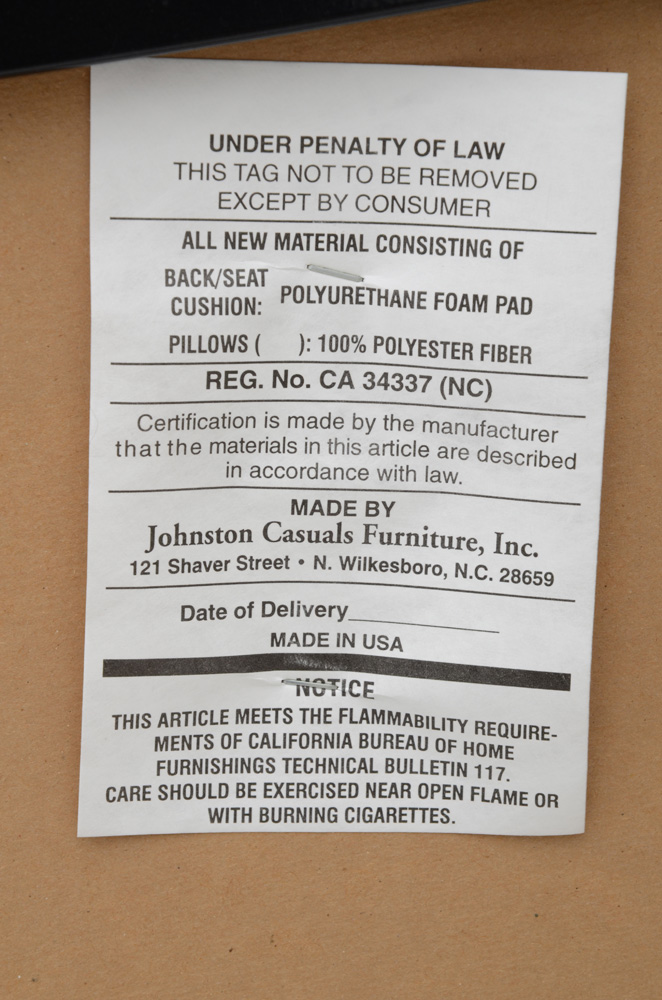 UNDER PENALTY OF LAW
THIS TAG NOT TO BE REMOVED
EXCEPT BY CONSUMER
ALL NEW MATERIAL CONSISTING OF
BACK/SEAT
CUSHION: POLYURETHANE FOAM PAD
PILLOWS ( ): 100% POLYESTER FIBER
REG. No. CA 34337 (NC)
Certification is made by the manufacturer
that the materials in this article are described
in accordance with law.
MADE BY
Johnston Casuals Furniture, Inc.
121 Shaver Street • N. Wilkesboro, N.C. 28659
Date of Delivery____________
MADE IN USA
NOTICE
THIS ARTICLE MEETS THE FLAMMABILITY REQUIRE-
MENTS OF CALIFORNIA BUREAU OF HOME
FURNISHINGS TECHNICAL BULLETIN 117.
CARE SHOULD BE EXERCISED NEAR OPEN FLAME OR
WITH BURNING CIGARETTES.